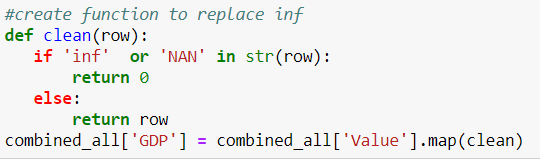 #create function to replace inf
def clean(row):
   if 'inf'  or 'NAN' in str(row):
       return 0
   else:
       return row
combined_all['GDP'] = combined_all['Value'].map(clean)